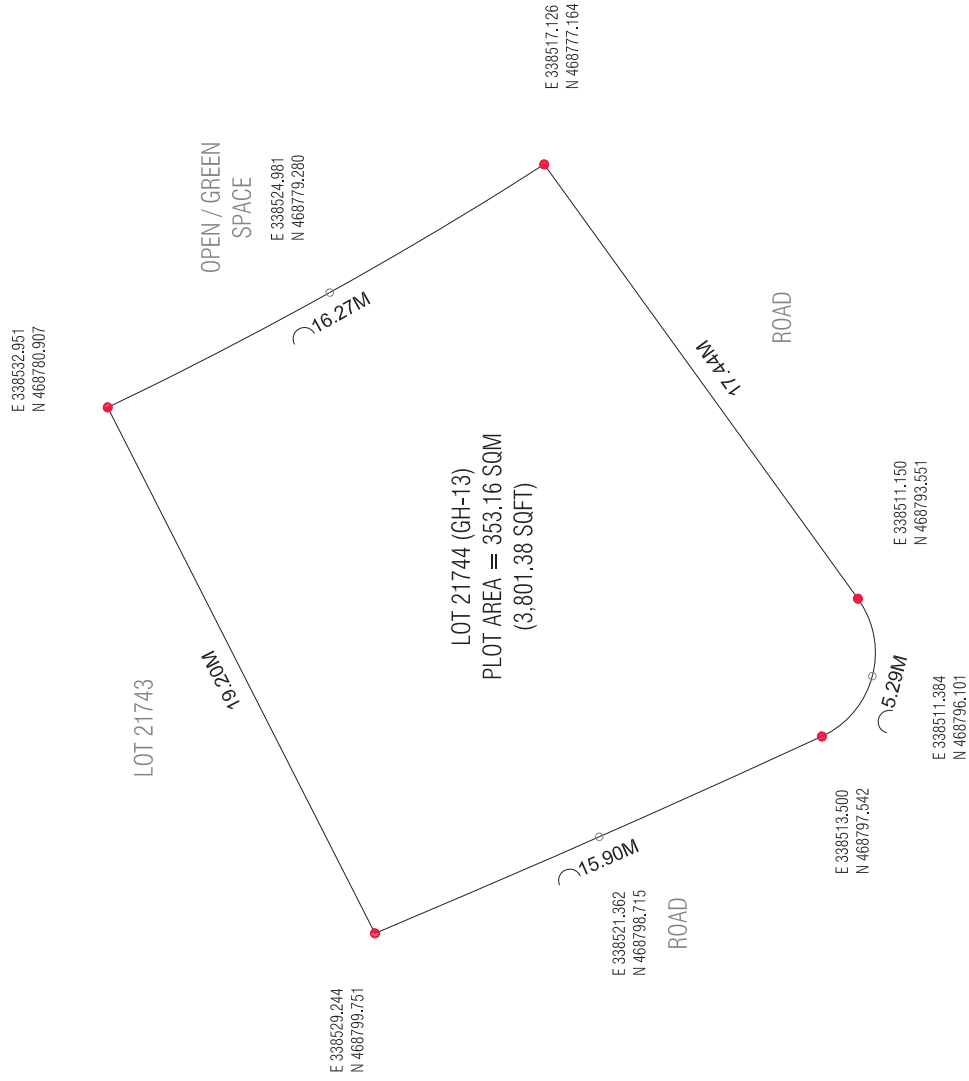 E 338532.951
N 468780.907
E 338517.126
N 468777.164
OPEN / GREEN
SPACE
E 338524.981
N 468779.280
16.27M
LOT 21743
19.20M
17.44M
ROAD
LOT 21744 (GH-13)
PLOT AREA = 353.16 SQM
(3,801.38 SQFT)
E 338511.150
N 468793.551
5.29M
E 338511.384
N 468796.101
E 338513.500
N 468797.542
15.90M
E 338521.362
N 468798.715
ROAD
E 338529.244
N 468799.751